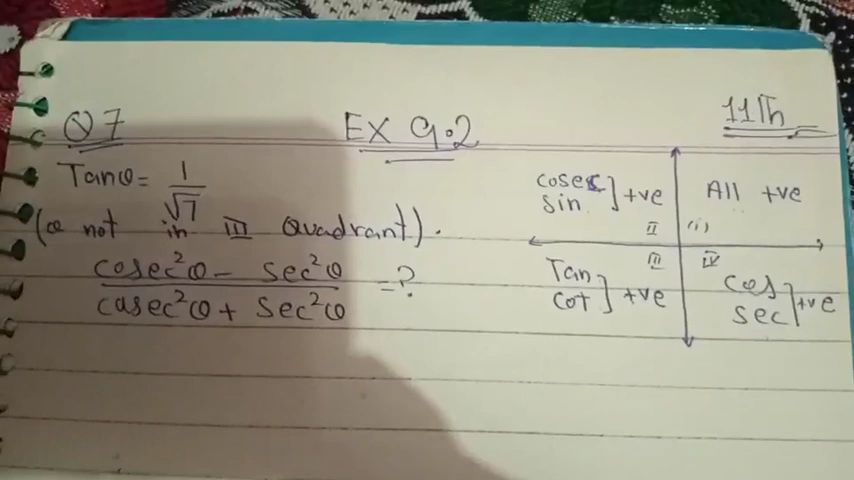 Q7 EX 9.2 11Th
Tanθ = 1/√7
(θ not in III Quadrant).
cosec²θ - sec²θ / casec²θ + sec²θ = ?
cosec sin ] +ve II
All +ve (i)
III Tan cot ] +ve
IV cos sec ] +ve